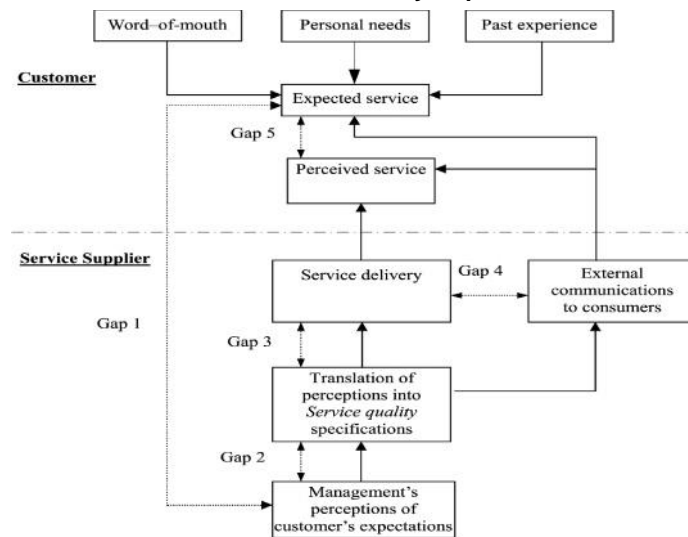 Word–of-mouth
Personal needs
Past experience
Customer
Expected service
Gap 5
Perceived service
Service Supplier
Service delivery
Gap 4
External
communications
to consumers
Gap 1
Gap 3
Translation of
perceptions into
Service quality
specifications
Gap 2
Management’s
perceptions of
customer’s expectations